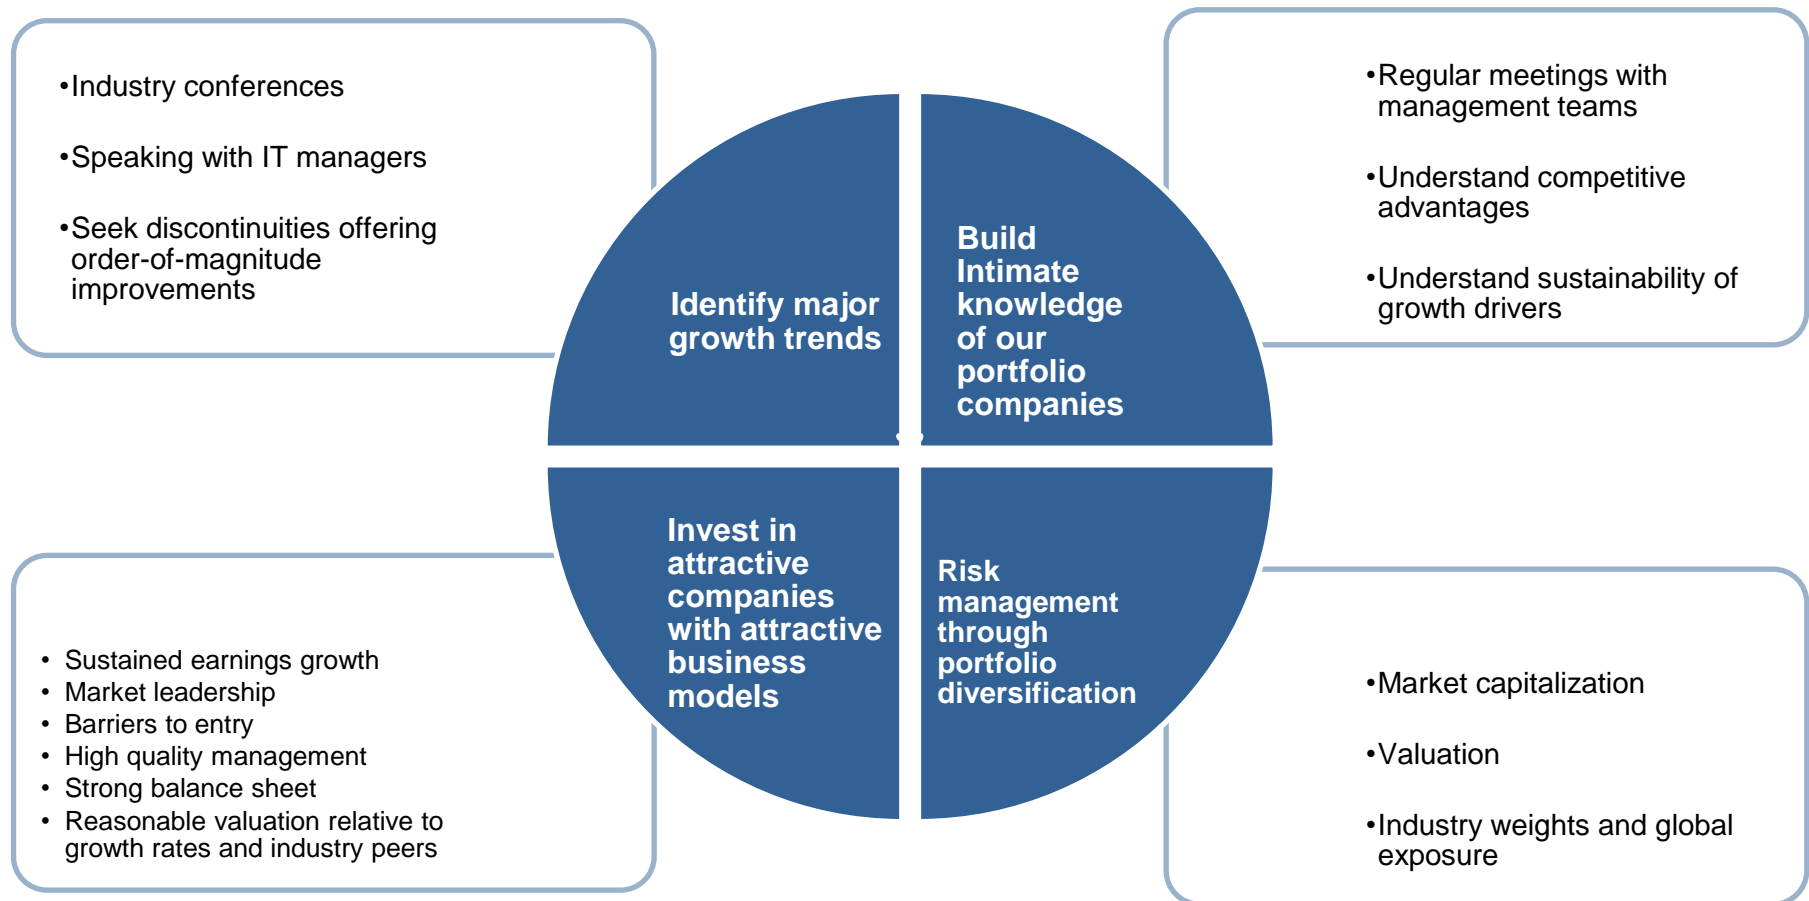 •Industry conferences
•Speaking with IT managers
•Seek discontinuities offering
order-of-magnitude
improvements
Identify major
growth trends
Build
Intimate
knowledge
of our
portfolio
companies
•Regular meetings with
management teams
•Understand competitive
advantages
•Understand sustainability of
growth drivers
• Sustained earnings growth
• Market leadership
• Barriers to entry
• High quality management
• Strong balance sheet
• Reasonable valuation relative to
growth rates and industry peers
Invest in
attractive
companies
with attractive
business
models
Risk
management
through
portfolio
diversification
•Market capitalization
•Valuation
•Industry weights and global
exposure